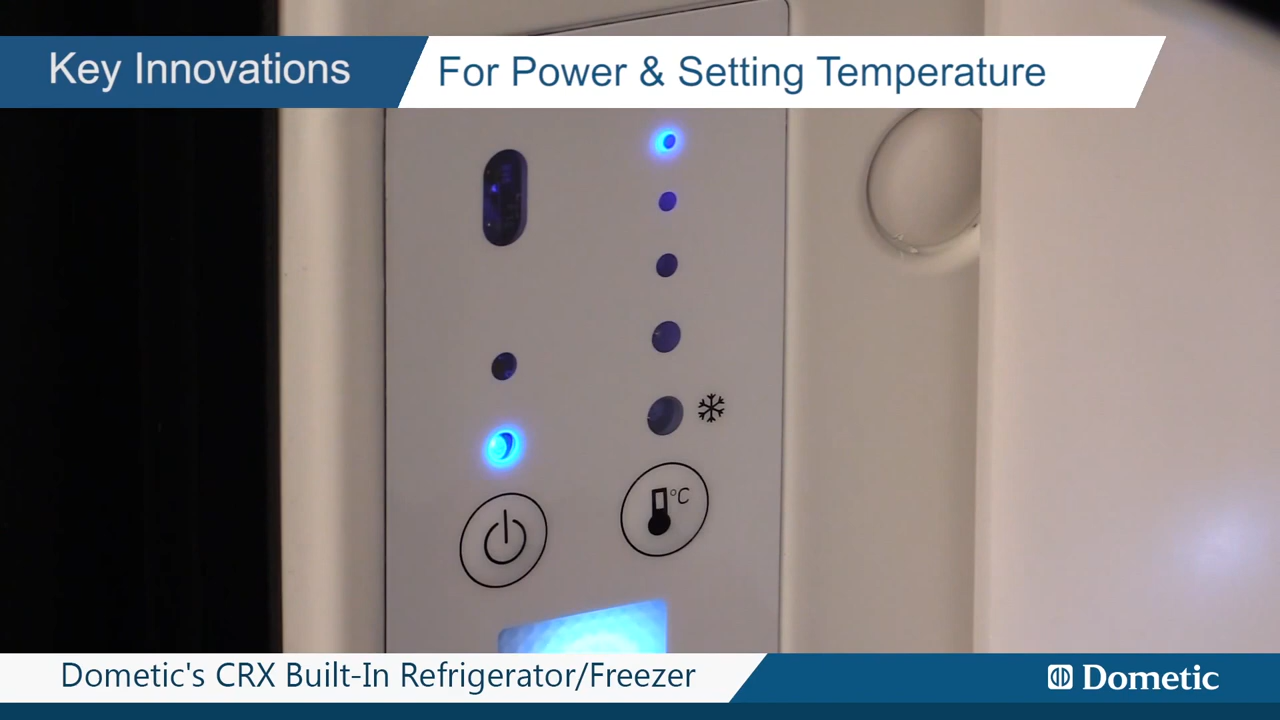 Key Innovations
For Power & Setting Temperature
°C
Dometic's CRX Built-In Refrigerator/Freezer
Dometic